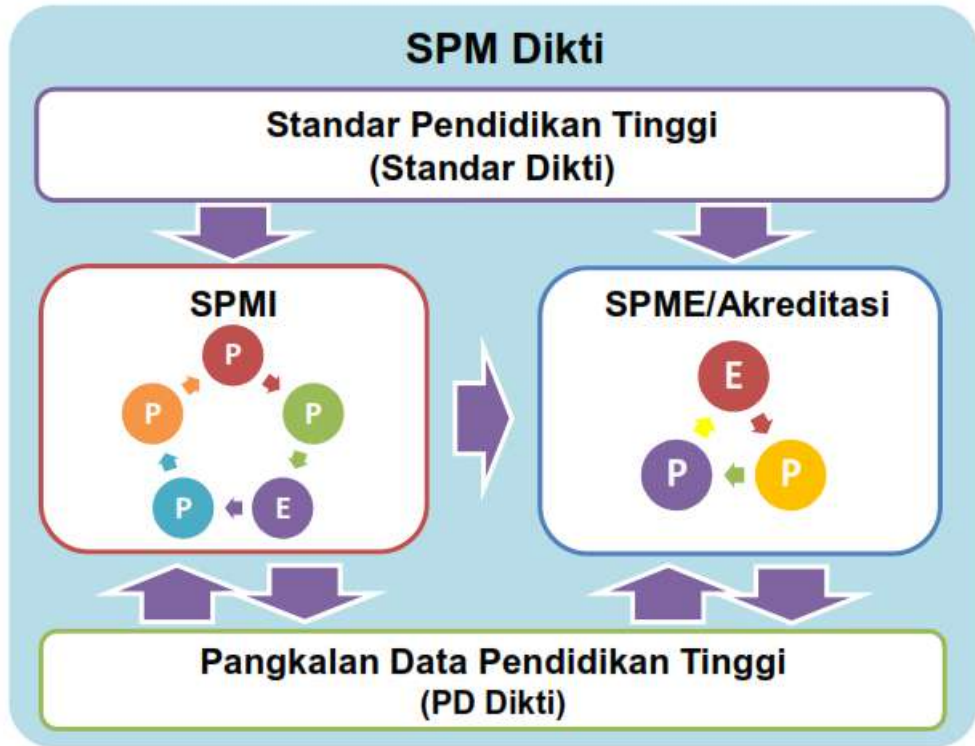 SPM Dikti
Standar Pendidikan Tinggi
(Standar Dikti)
SPMI
P
P
P
P
E
SPME/Akreditasi
E
P
P
Pangkalan Data Pendidikan Tinggi
(PD Dikti)